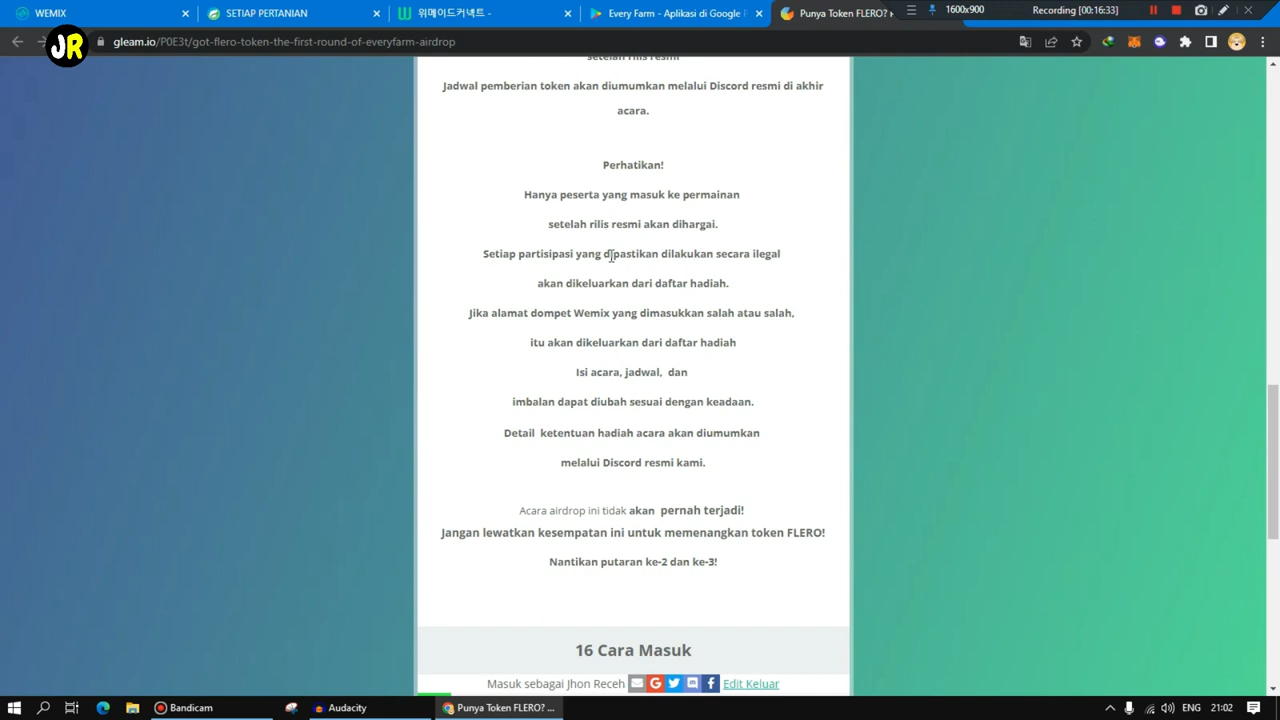 WEMIX
SETIAP PERTANIAN
위메이드커넥트 -
Every Farm - Aplikasi di Google P
Punya Token FLERO?
1600x900
Recording [00:16:33]
JR
gleam.io/P0E3t/got-flero-token-the-first-round-of-everyfarm-airdrop
setelah rilis resmi
Jadwal pemberian token akan diumumkan melalui Discord resmi di akhir
acara.
Perhatikan!
Hanya peserta yang masuk ke permainan
setelah rilis resmi akan dihargai.
Setiap partisipasi yang dipastikan dilakukan secara ilegal
akan dikeluarkan dari daftar hadiah.
Jika alamat dompet Wemix yang dimasukkan salah atau salah,
itu akan dikeluarkan dari daftar hadiah
Isi acara, jadwal, dan
imbalan dapat diubah sesuai dengan keadaan.
Detail ketentuan hadiah acara akan diumumkan
melalui Discord resmi kami.
Acara airdrop ini tidak akan pernah terjadi!
Jangan lewatkan kesempatan ini untuk memenangkan token FLERO!
Nantikan putaran ke-2 dan ke-3!
16 Cara Masuk
Masuk sebagai Jhon Receh Edit Keluar
Bandicam
Audacity
Punya Token FLERO? ...
ENG
21:02